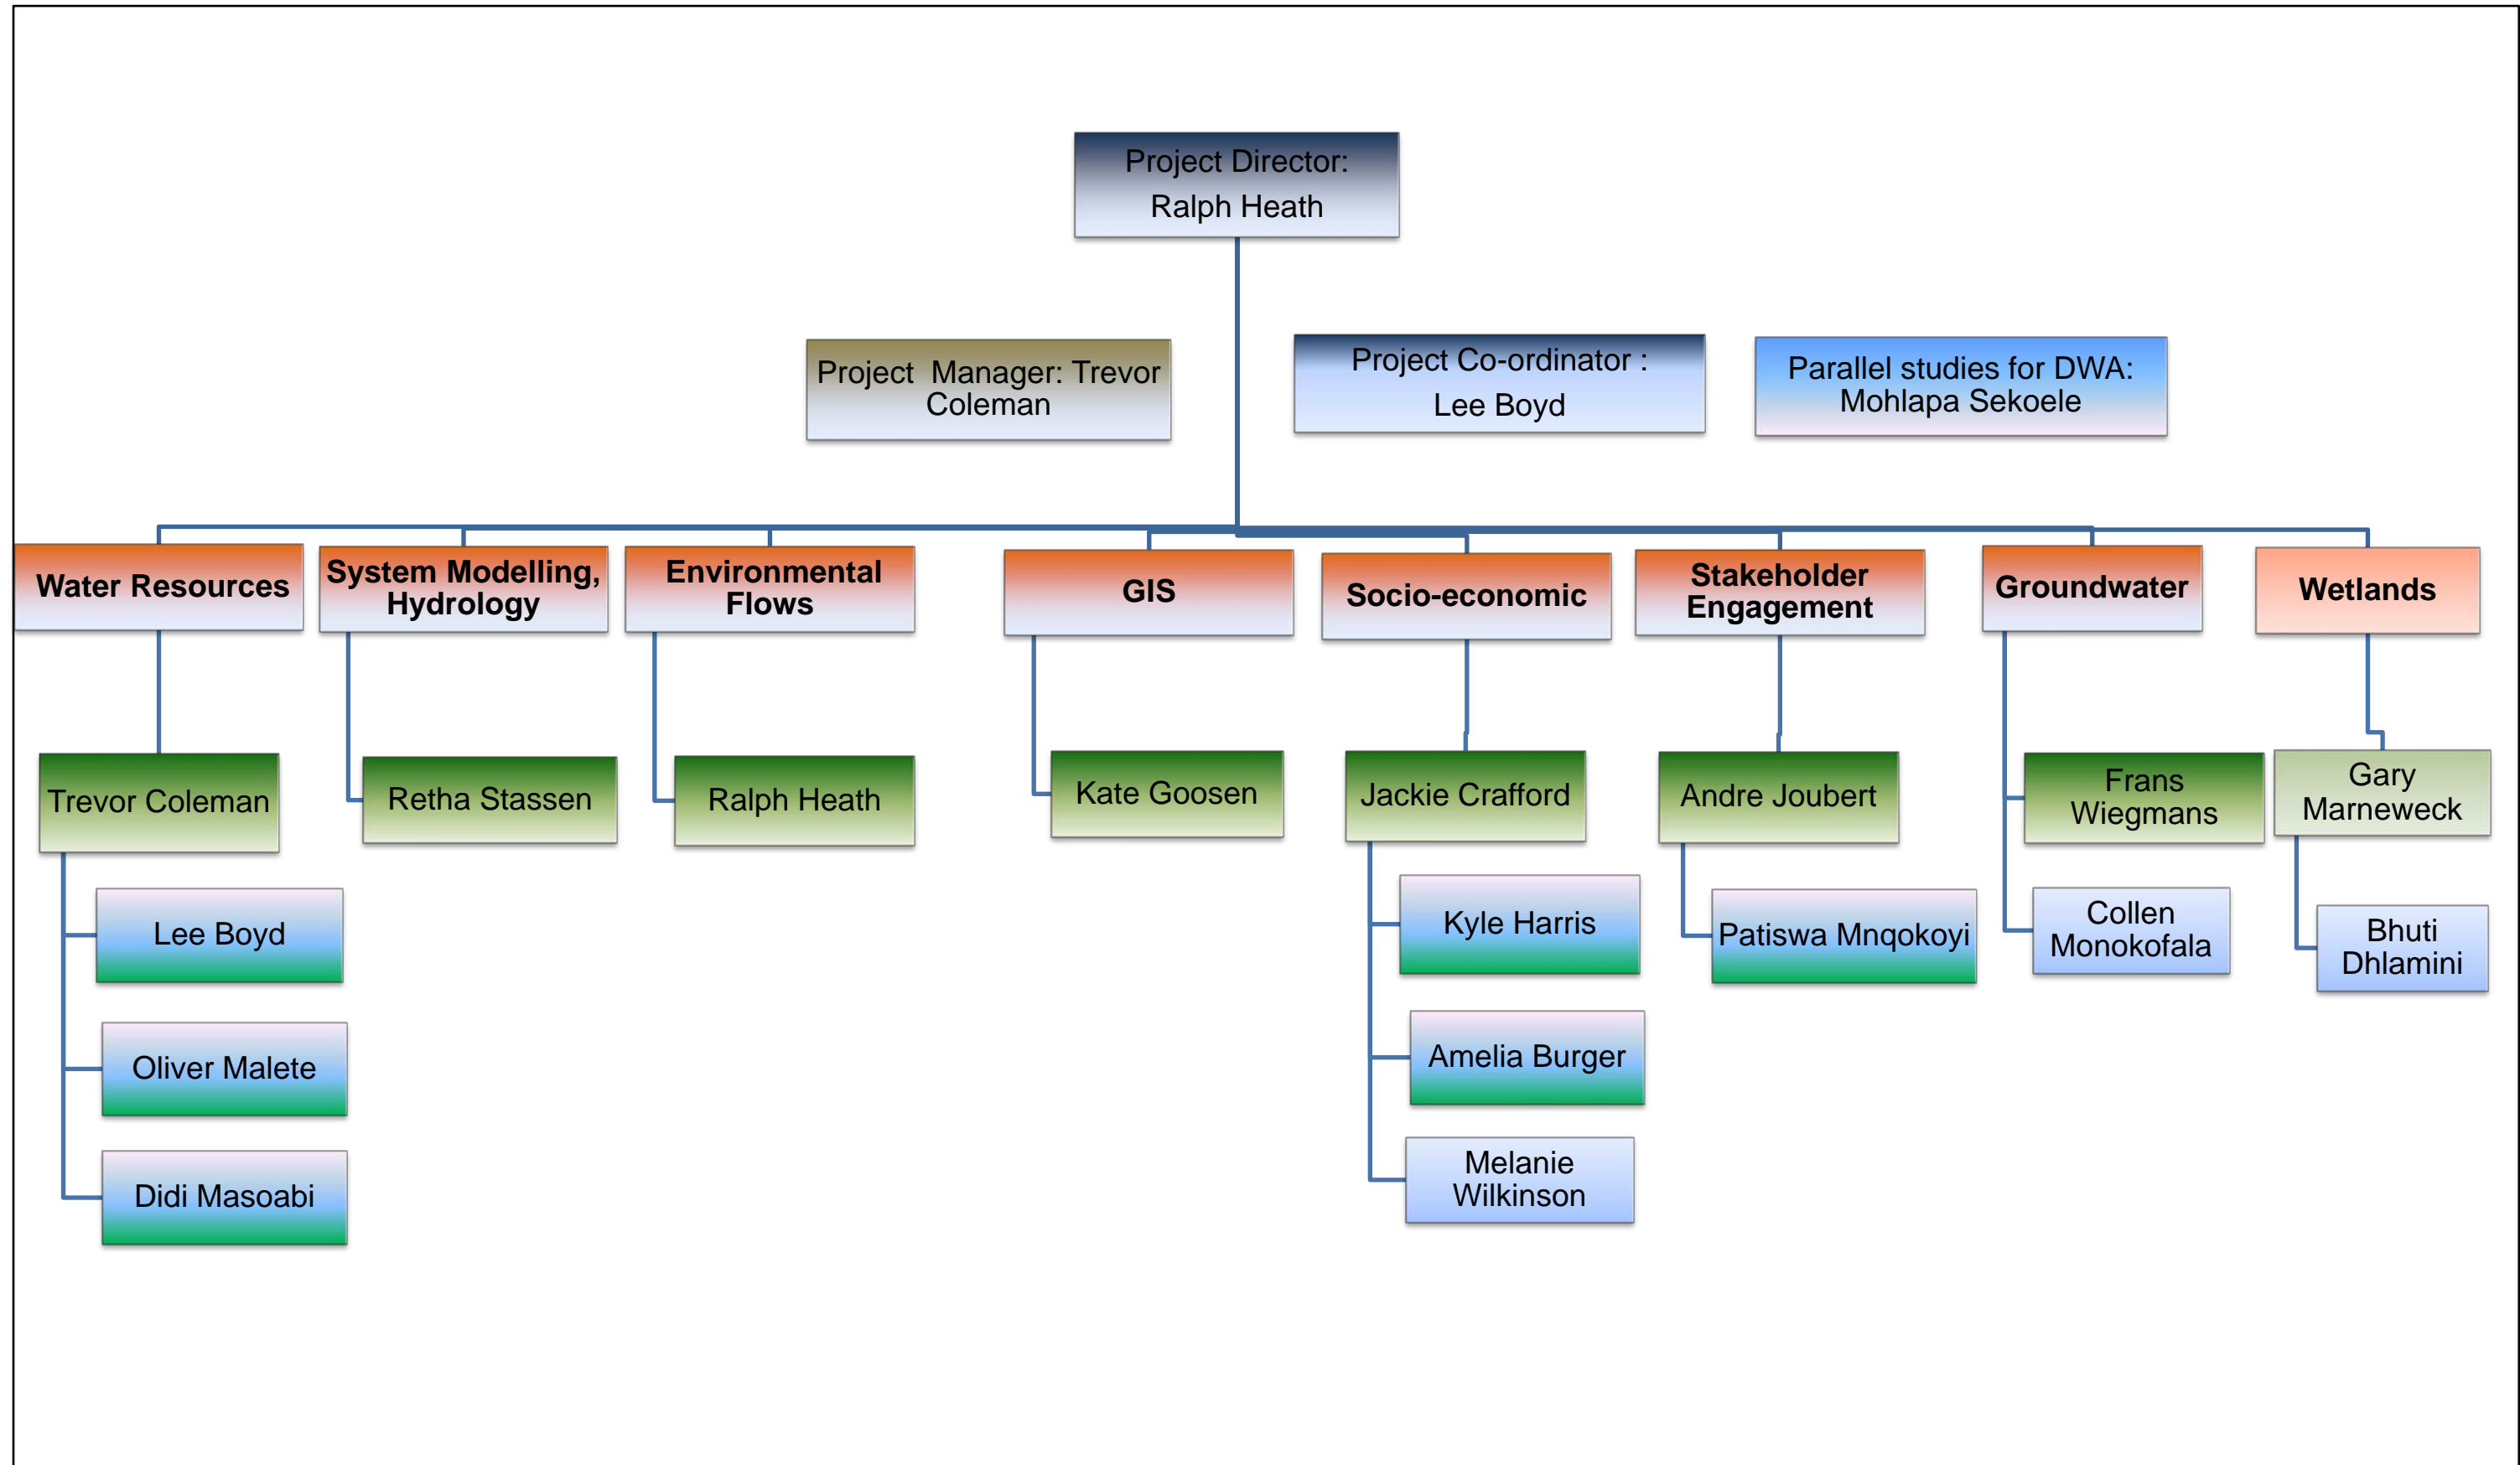 Project Director:
Ralph Heath
Project  Manager: Trevor
Coleman
Project Co-ordinator :
Lee Boyd
Parallel studies for DWA:
Mohlapa Sekoele
Water Resources
System Modelling,
Hydrology
Environmental
Flows
GIS
Socio-economic
Stakeholder
Engagement
Groundwater
Wetlands
Trevor Coleman
Retha Stassen
Ralph Heath
Kate Goosen
Jackie Crafford
Andre Joubert
Frans
Wiegmans
Gary
Marneweck
Lee Boyd
Kyle Harris
Patiswa Mnqokoyi
Collen
Monokofala
Bhuti
Dhlamini
Oliver Malete
Amelia Burger
Didi Masoabi
Melanie
Wilkinson